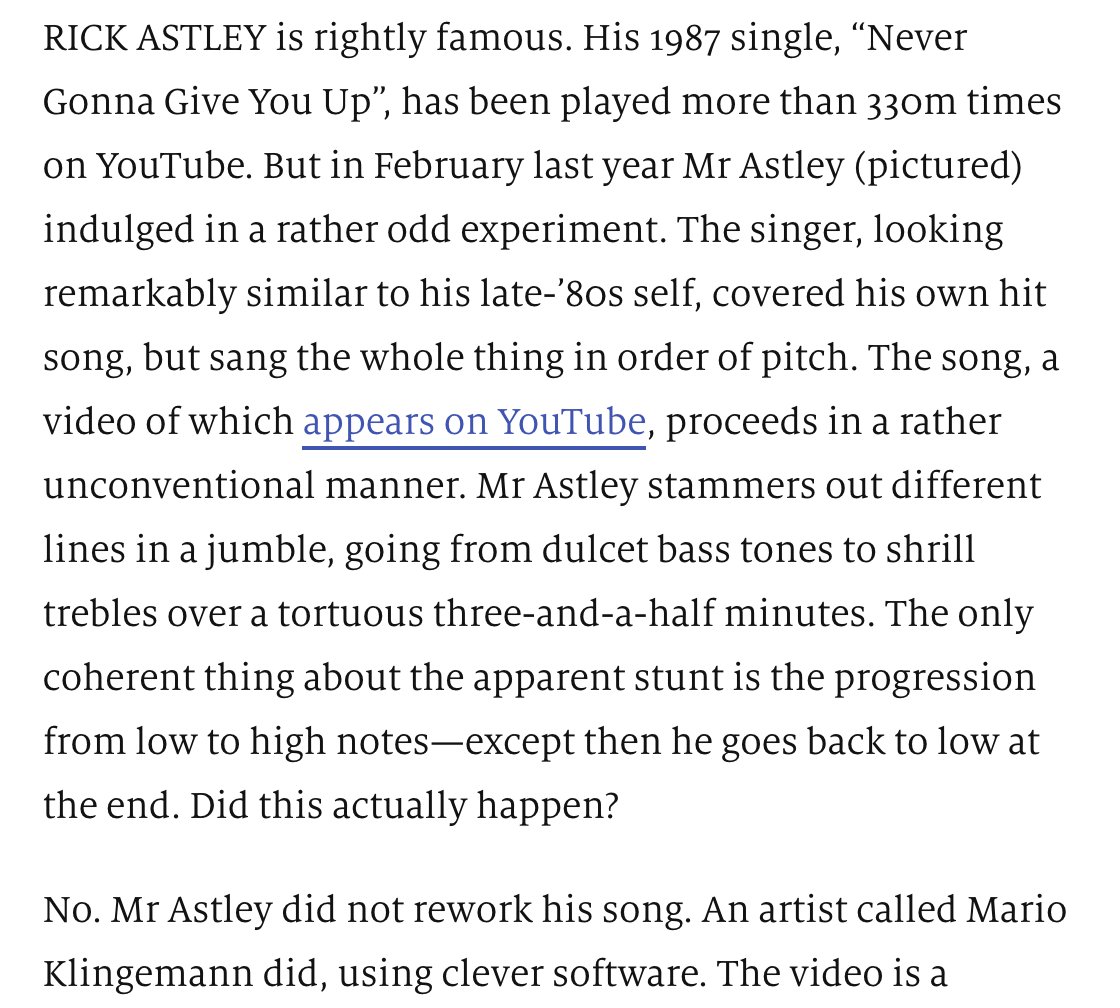 RICK ASTLEY is rightly famous. His 1987 single, “Never
Gonna Give You Up”, has been played more than 330m times
on YouTube. But in February last year Mr Astley (pictured)
indulged in a rather odd experiment. The singer, looking
remarkably similar to his late-’80s self, covered his own hit
song, but sang the whole thing in order of pitch. The song, a
video of which appears on YouTube, proceeds in a rather
unconventional manner. Mr Astley stammers out different
lines in a jumble, going from dulcet bass tones to shrill
trebles over a tortuous three-and-a-half minutes. The only
coherent thing about the apparent stunt is the progression
from low to high notes—except then he goes back to low at
the end. Did this actually happen?
No. Mr Astley did not rework his song. An artist called Mario
Klingemann did, using clever software. The video is a